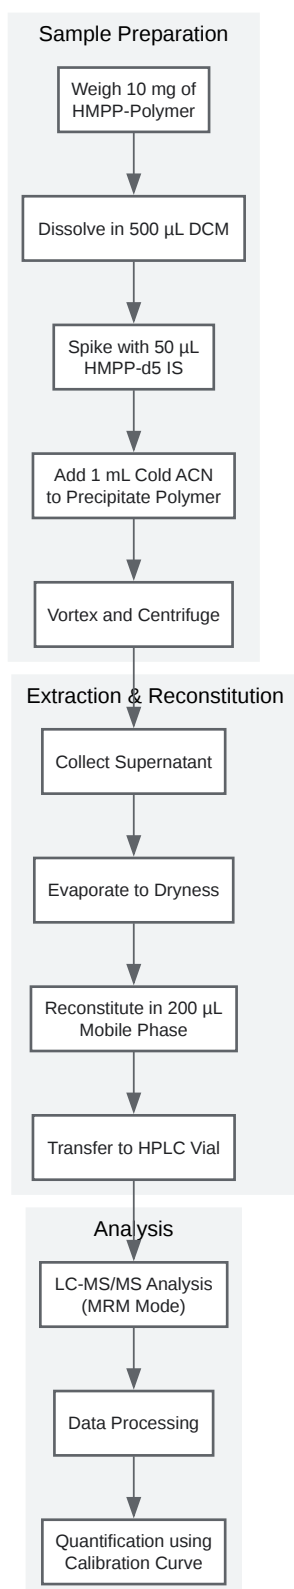 Sample Preparation
Weigh 10 mg of
HMPP-Polymer
Dissolve in 500 µL DCM
Spike with 50 µL
HMPP-d5 IS
Add 1 mL Cold ACN
to Precipitate Polymer
Vortex and Centrifuge
Extraction & Reconstitution
Collect Supernatant
Evaporate to Dryness
Reconstitute in 200 µL
Mobile Phase
Transfer to HPLC Vial
Analysis
LC-MS/MS Analysis
(MRM Mode)
Data Processing
Quantification using
Calibration Curve